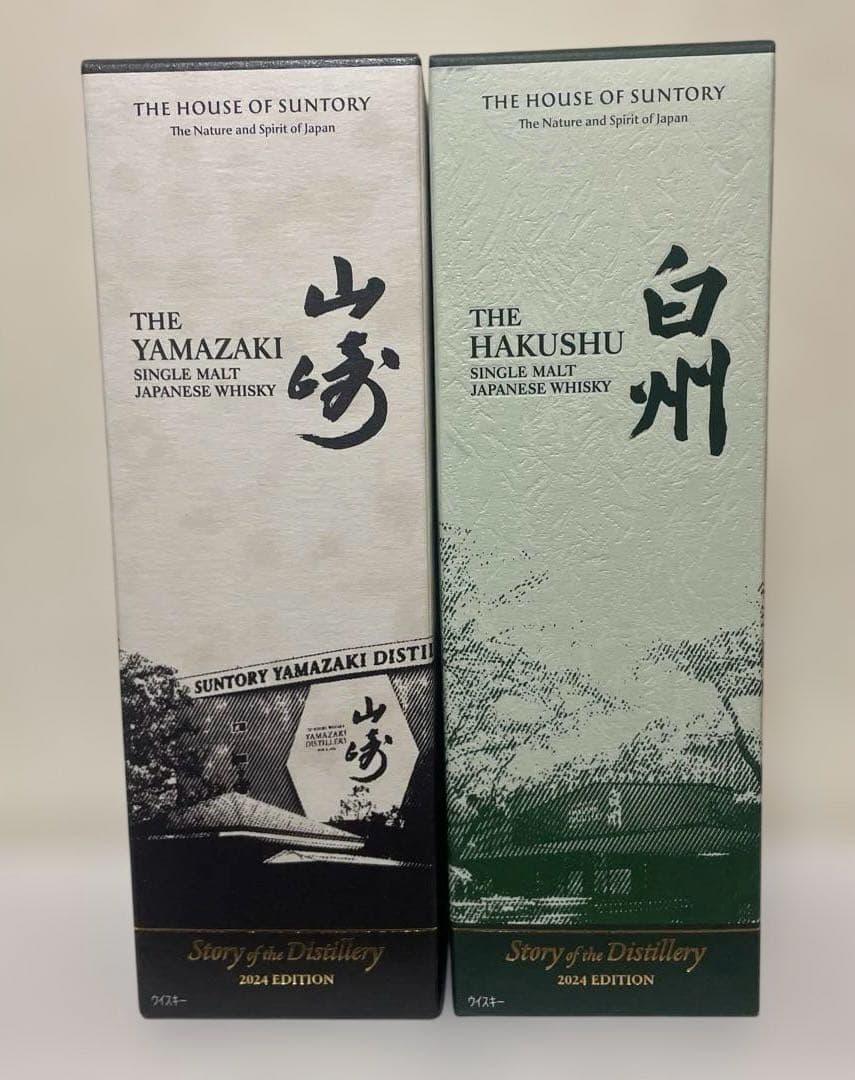 THE HOUSE OF SUNTORY
The Nature and Spirit of Japan
THE
YAMAZAKI
SINGLE MALT
JAPANESE WHISKY
山崎
SUNTORY YAMAZAKI DISTI
YAMAZAKI
DISTILLERY
山崎
Story of the Distillery
2024 EDITION
ウイスキー
THE HOUSE OF SUNTORY
The Nature and Spirit of Japan
THE
HAKUSHU
SINGLE MALT
JAPANESE WHISKY
白州
Story of the Distillery
2024 EDITION
ウイスキー